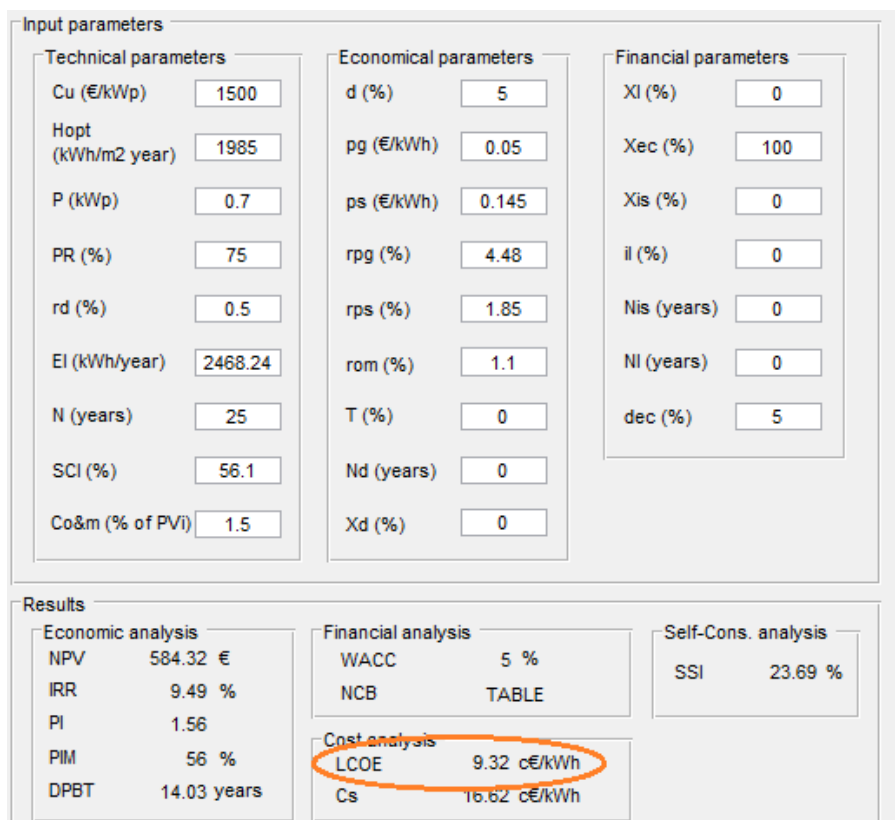 Input parameters
Technical parameters
Cu (€/kWp) 1500
Hopt
(kWh/m2 year) 1985
P (kWp) 0.7
PR (%) 75
rd (%) 0.5
El (kWh/year) 2468.24
N (years) 25
SCI (%) 56.1
Co&m (% of PVi) 1.5
Economical parameters
d (%) 5
pg (€/kWh) 0.05
ps (€/kWh) 0.145
rpg (%) 4.48
rps (%) 1.85
rom (%) 1.1
T (%) 0
Nd (years) 0
Xd (%) 0
Financial parameters
Xl (%) 0
Xec (%) 100
Xis (%) 0
il (%) 0
Nis (years) 0
Nl (years) 0
dec (%) 5
Results
Economic analysis
NPV 584.32 €
IRR 9.49 %
PI 1.56
PIM 56 %
DPBT 14.03 years
Financial analysis
WACC 5 %
NCB TABLE
Cost analysis
LCOE 9.32 c€/kWh
Cs 16.62 c€/kWh
Self-Cons. analysis
SSI 23.69 %